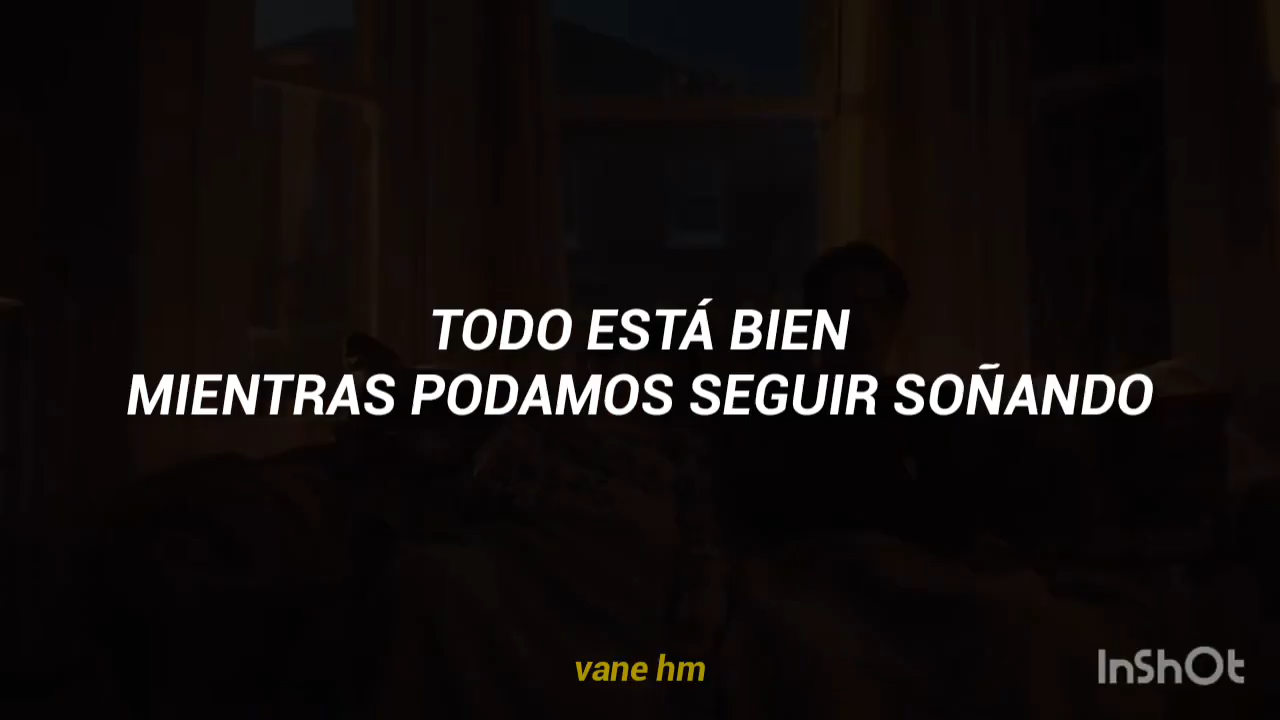 TODO ESTÁ BIEN
MIENTRAS PODAMOS SEGUIR SOÑANDO
vane hm
InShOt